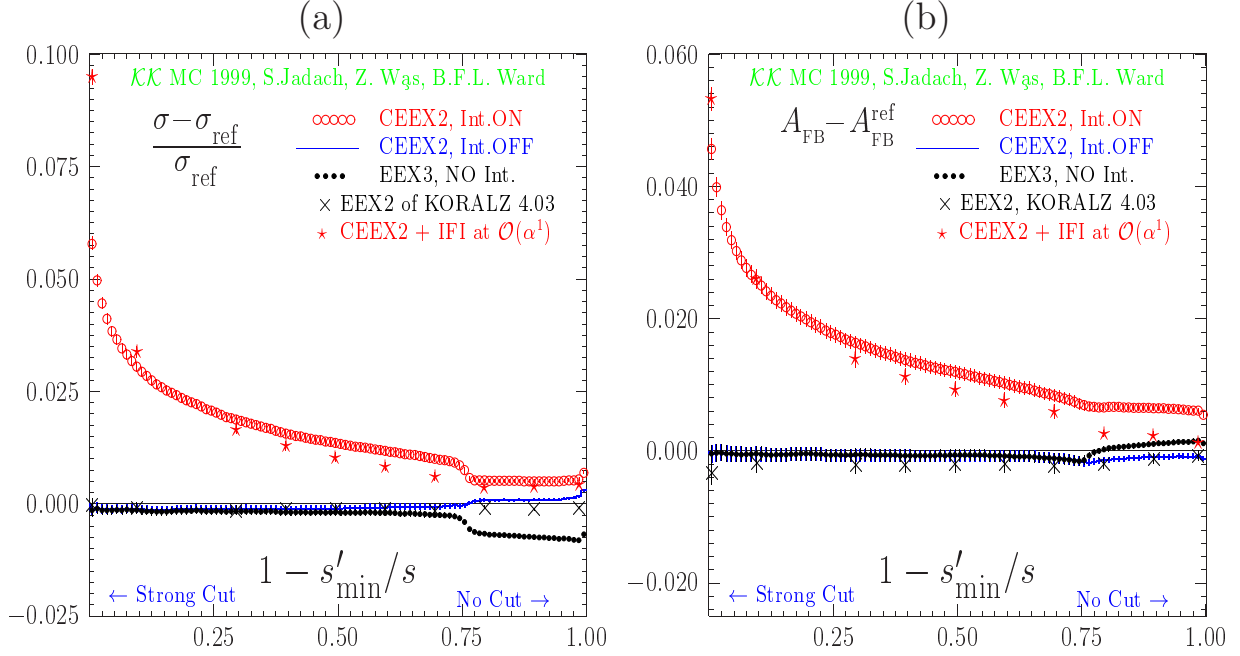 (a)
0.100
0.075
0.050
0.025
0.000
−0.025
𝒦𝒦 MC 1999, S.Jadach, Z. Wąs, B.F.L. Ward
σ−σ_ref
σ_ref
CEEX2, Int.ON
CEEX2, Int.OFF
EEX3, NO Int.
EEX2 of KORALZ 4.03
CEEX2 + IFI at 𝒪(α¹)
1 − s′_min/s
← Strong Cut
No Cut →
0.25 0.50 0.75 1.00
(b)
0.060
0.040
0.020
0.000
−0.020
𝒦𝒦 MC 1999, S.Jadach, Z. Wąs, B.F.L. Ward
A_FB−A_FB^ref
CEEX2, Int.ON
CEEX2, Int.OFF
EEX3, NO Int.
EEX2, KORALZ 4.03
CEEX2 + IFI at 𝒪(α¹)
1 − s′_min/s
← Strong Cut
No Cut →
0.25 0.50 0.75 1.00